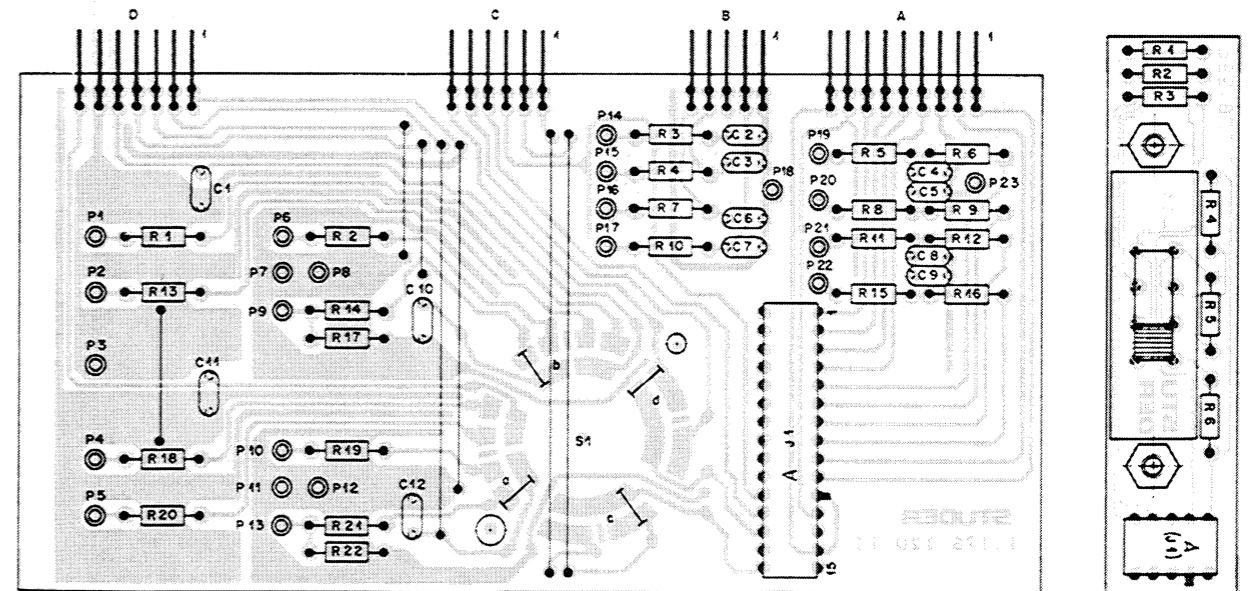 D C B A
1 1 1 1
R1
R2
R3
P14 R3 C2
P19 R5 R6
P15 R4 C3
C4
C5 P23
C1
P18
P20
P16 R7 C6
R8 R9
R4
P1 R1
P6 R2
P17 R10 C7
P21 R11 R12
C8
C9
P7 P8
P22
P2 R13
C10
R15 R16
P9 R14
R17
1
R5
P3
C11
b
d
R6
S1
J1
A
P4 R18
P10 R19
P11 P12
C12
a
c
P5 R20
P13 R21
R22
STUDER
15
A
(J1)